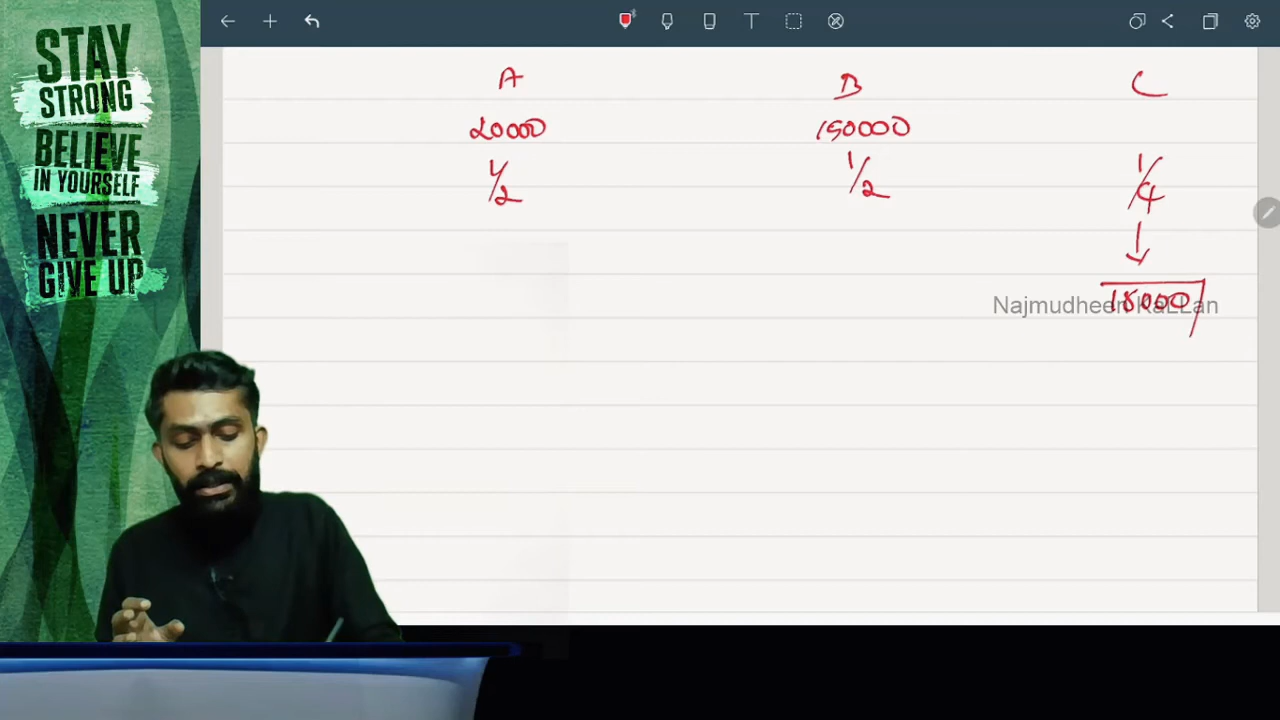 STAY
STRONG
BELIEVE
IN YOURSELF
NEVER
GIVE UP
A B C
20000 150000
1/2 1/2 1/4
18000
Najmudheen KaLLan